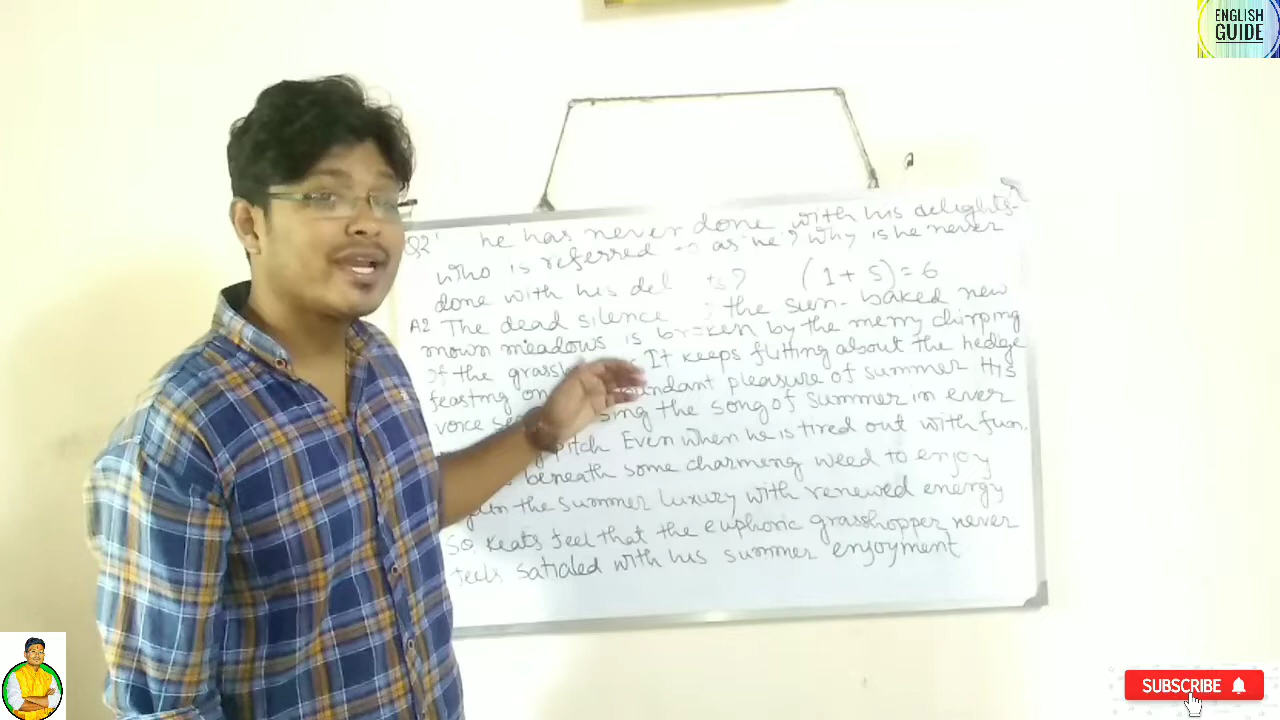 ENGLISH
GUIDE
Q2' he has never done with his delights-
Who is referred as 'he'? Why is he never
done with his del ts? (1+5)=6
A2 The dead silence the sun-baked new
mown meadows is broken by the merry chirping
of the It keeps flitting about the hedge
feasting on pleasure of summer His
voice sing the song of summer in ever
pitch Even when he is tired out with fun.
beneath some charming weed to enjoy
the summer luxury with renewed energy
So Keats feel that the euphoric grasshopper never
feels satialed with his summer enjoyment
SUBSCRIBE